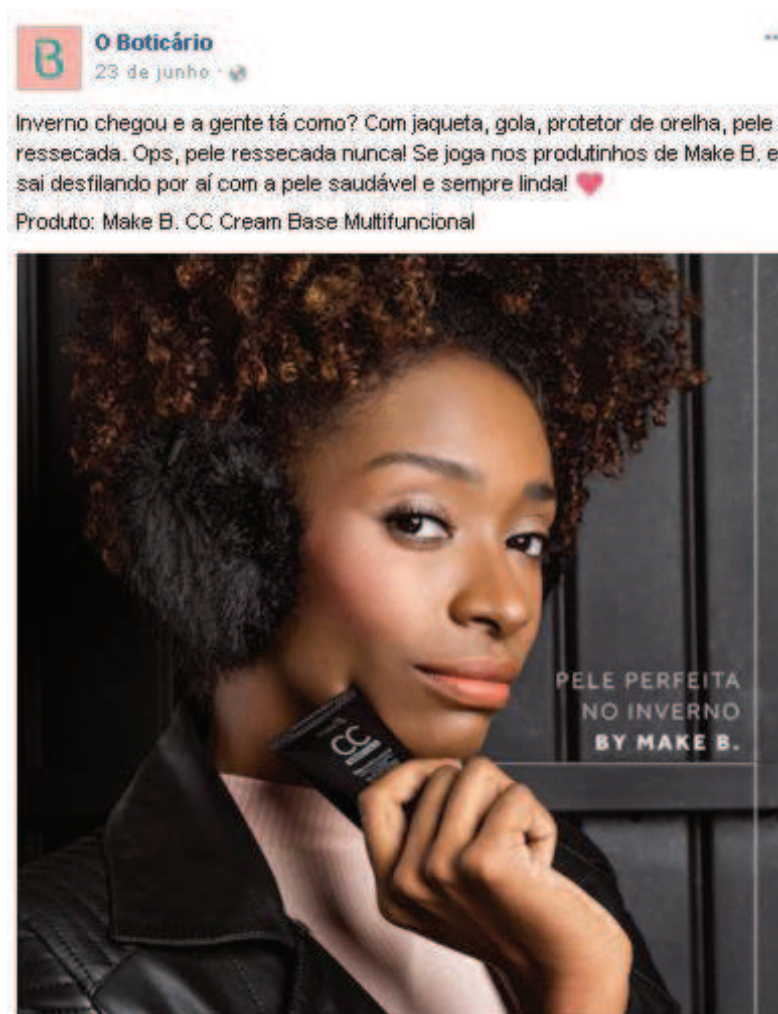 B
O Boticário
23 de junho ·
Inverno chegou e a gente tá como? Com jaqueta, gola, protetor de orelha, pele
ressecada. Ops, pele ressecada nunca! Se joga nos produtinhos de Make B. e
sai desfilando por aí com a pele saudável e sempre linda!
Produto: Make B. CC Cream Base Multifuncional
CC
PELE PERFEITA
NO INVERNO
BY MAKE B.